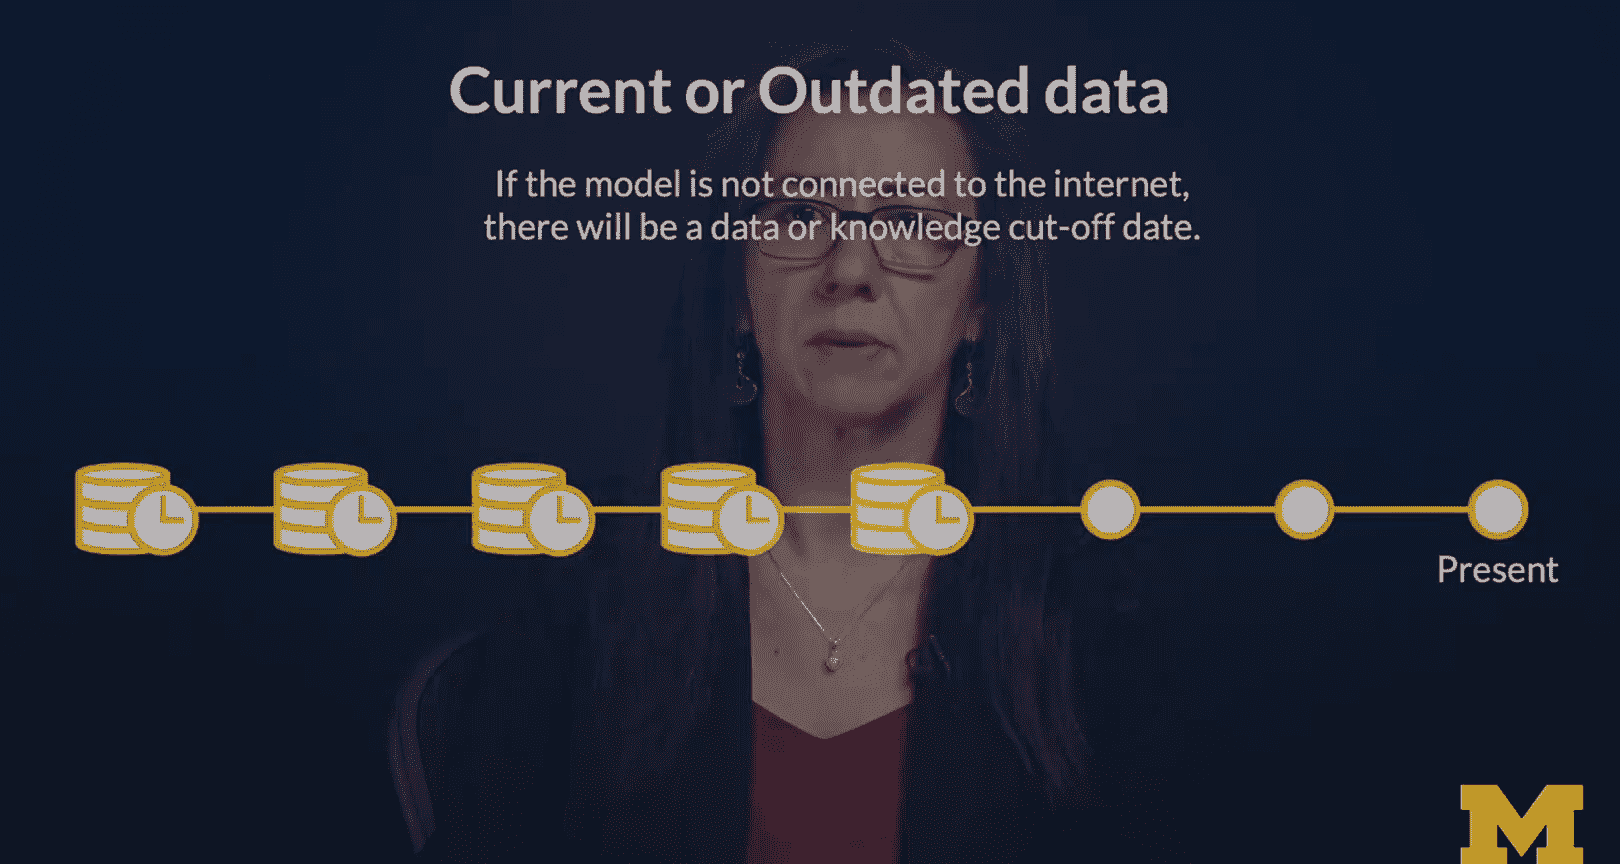 Current or Outdated data
If the model is not connected to the internet,
there will be a data or knowledge cut-off date.
Present
M